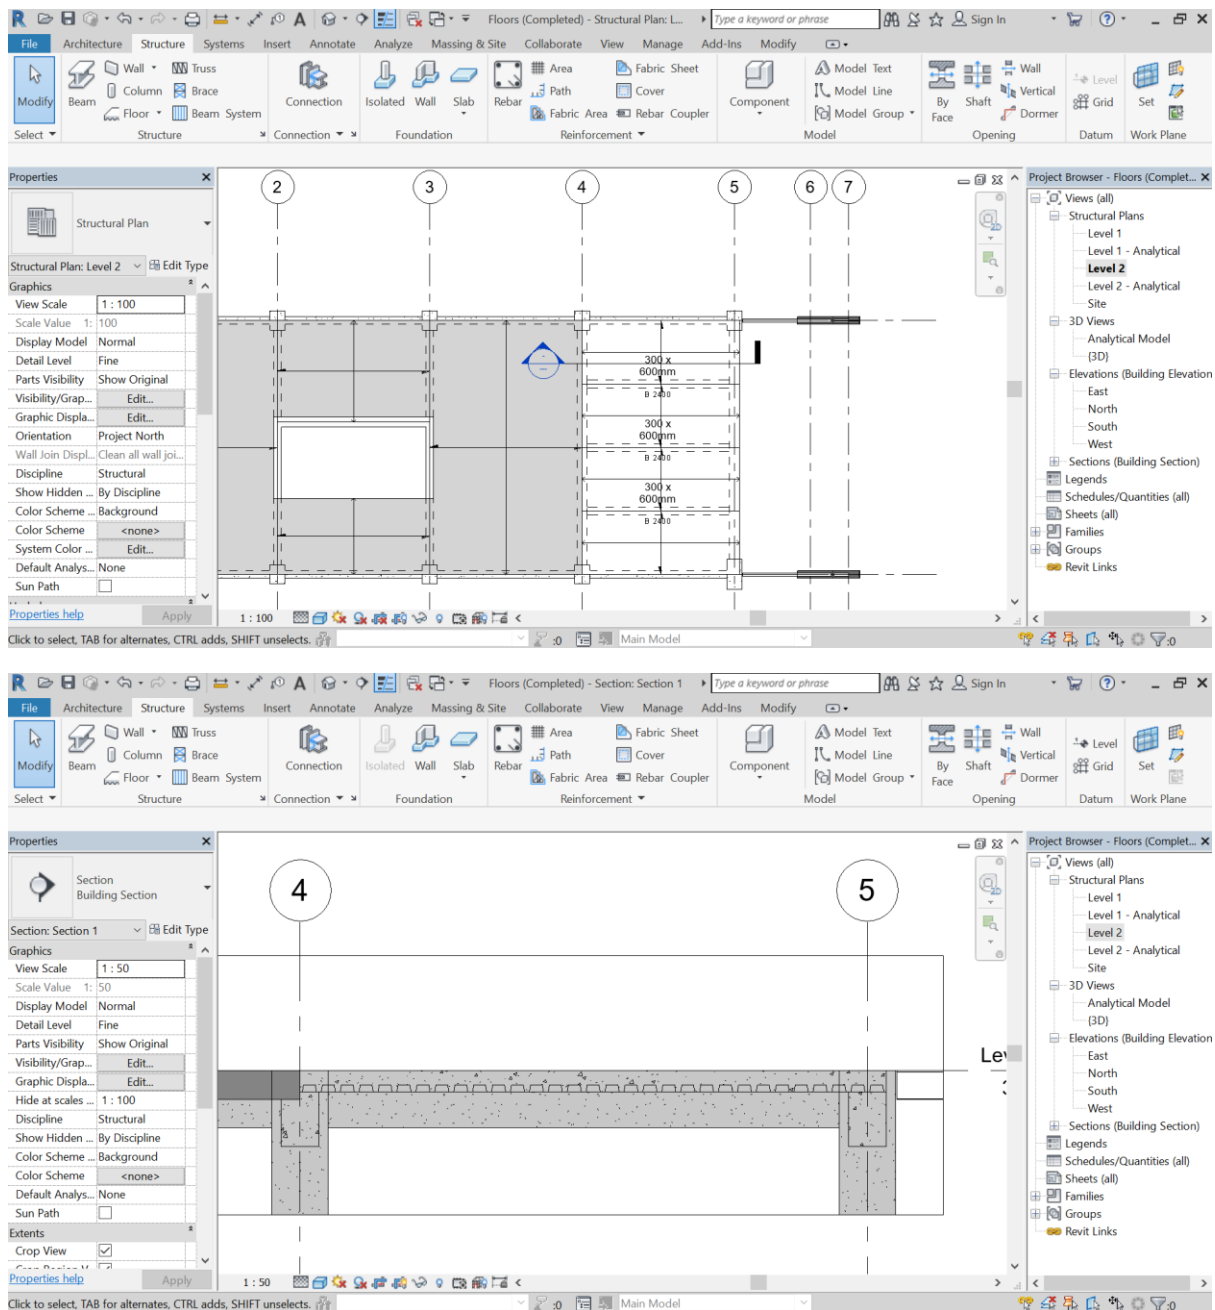 Floors (Completed) - Structural Plan: L... Type a keyword or phrase Sign In
File Architecture Structure Systems Insert Annotate Analyze Massing & Site Collaborate View Manage Add-Ins Modify
Wall Truss Area Fabric Sheet Model Text Wall Level
Modify Beam Column Brace Connection Isolated Wall Slab Rebar Path Cover Component Model Line By Face Shaft Vertical Grid Set
Floor Beam System Fabric Area Rebar Coupler Model Group Dormer
Select Structure Connection Foundation Reinforcement Model Opening Datum Work Plane
Properties
Structural Plan
Structural Plan: Level 2 Edit Type
Graphics
View Scale 1 : 100
Scale Value 1: 100
Display Model Normal
Detail Level Fine
Parts Visibility Show Original
Visibility/Grap... Edit...
Graphic Displa... Edit...
Orientation Project North
Wall Join Displ... Clean all wall joi...
Discipline Structural
Show Hidden ... By Discipline
Color Scheme ... Background
Color Scheme <none>
System Color ... Edit...
Default Analys... None
Sun Path
Properties help Apply
2 3 4 5 6 7
300 x
600mm
B 2400
300 x
600mm
B 2400
300 x
600mm
B 2400
1 : 100
Project Browser - Floors (Complet...
Views (all)
Structural Plans
Level 1
Level 1 - Analytical
Level 2
Level 2 - Analytical
Site
3D Views
Analytical Model
{3D}
Elevations (Building Elevation
East
North
South
West
Sections (Building Section)
Legends
Schedules/Quantities (all)
Sheets (all)
Families
Groups
Revit Links
Click to select, TAB for alternates, CTRL adds, SHIFT unselects. :0 Main Model :0
Floors (Completed) - Section: Section 1 Type a keyword or phrase Sign In
File Architecture Structure Systems Insert Annotate Analyze Massing & Site Collaborate View Manage Add-Ins Modify
Wall Truss Area Fabric Sheet Model Text Wall Level
Modify Beam Column Brace Connection Isolated Wall Slab Rebar Path Cover Component Model Line By Face Shaft Vertical Grid Set
Floor Beam System Fabric Area Rebar Coupler Model Group Dormer
Select Structure Connection Foundation Reinforcement Model Opening Datum Work Plane
Properties
Section
Building Section
Section: Section 1 Edit Type
Graphics
View Scale 1 : 50
Scale Value 1: 50
Display Model Normal
Detail Level Fine
Parts Visibility Show Original
Visibility/Grap... Edit...
Graphic Displa... Edit...
Hide at scales ... 1 : 100
Discipline Structural
Show Hidden ... By Discipline
Color Scheme ... Background
Color Scheme <none>
Default Analys... None
Sun Path
Extents
Crop View
Properties help Apply
4 5
Lev
1 : 50
Project Browser - Floors (Complet...
Views (all)
Structural Plans
Level 1
Level 1 - Analytical
Level 2
Level 2 - Analytical
Site
3D Views
Analytical Model
{3D}
Elevations (Building Elevation
East
North
South
West
Sections (Building Section)
Legends
Schedules/Quantities (all)
Sheets (all)
Families
Groups
Revit Links
Click to select, TAB for alternates, CTRL adds, SHIFT unselects. :0 Main Model :0